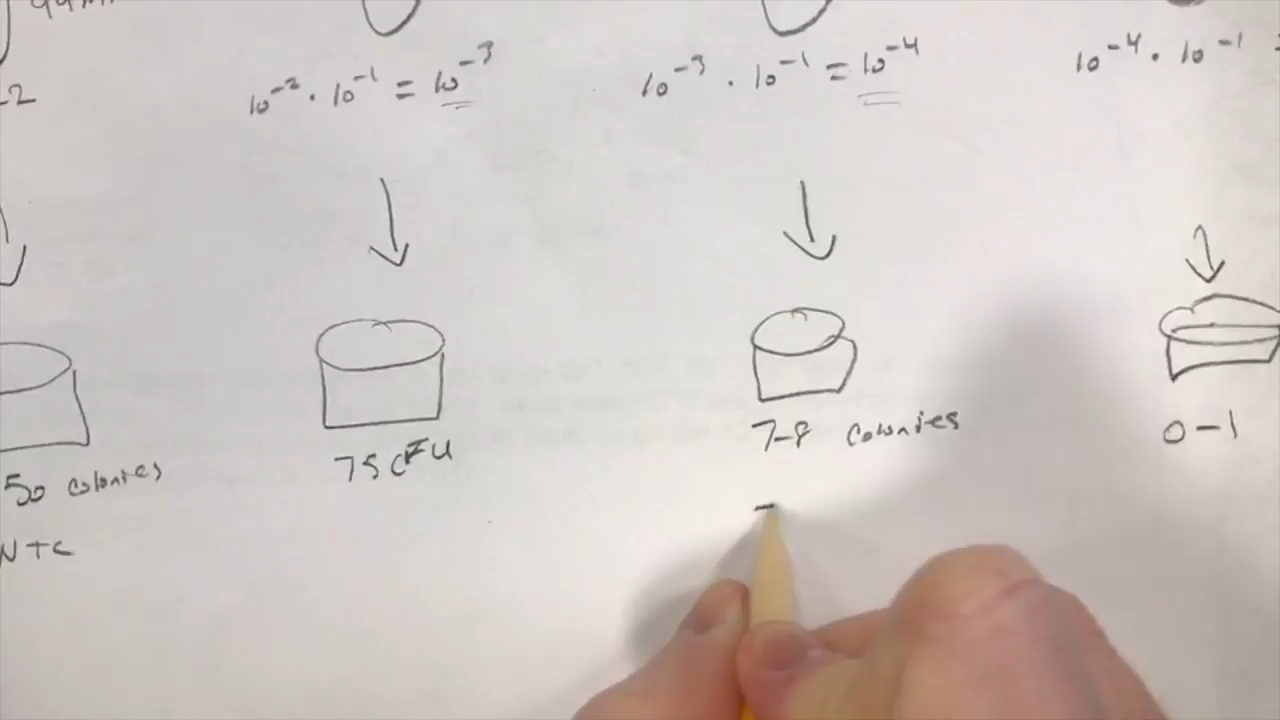 -2
10⁻² · 10⁻¹ = 10⁻³
10⁻³ · 10⁻¹ = 10⁻⁴
10⁻⁴ · 10⁻¹
50 colonies
NTC
75 CFU
7-8 colonies
0-1